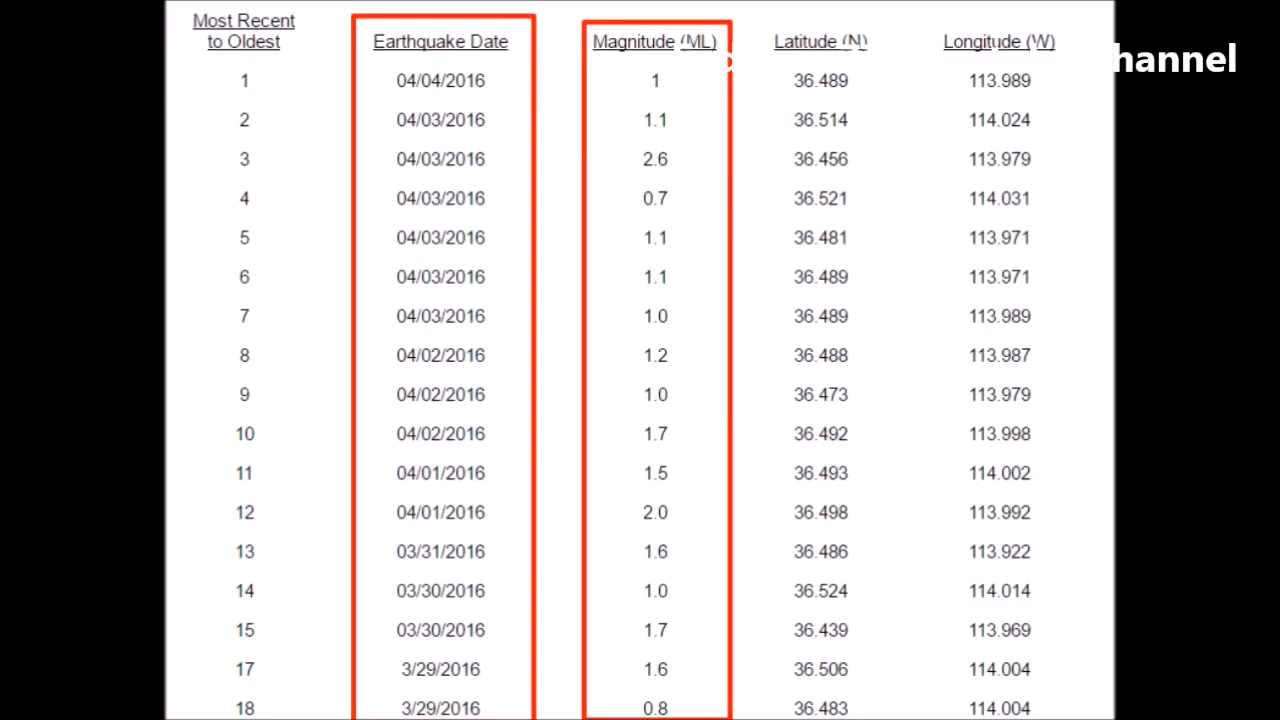 Most Recent
to Oldest Earthquake Date Magnitude (ML) Latitude (N) Longitude (W)
hannel
1 04/04/2016 1 36.489 113.989
2 04/03/2016 1.1 36.514 114.024
3 04/03/2016 2.6 36.456 113.979
4 04/03/2016 0.7 36.521 114.031
5 04/03/2016 1.1 36.481 113.971
6 04/03/2016 1.1 36.489 113.971
7 04/03/2016 1.0 36.489 113.989
8 04/02/2016 1.2 36.488 113.987
9 04/02/2016 1.0 36.473 113.979
10 04/02/2016 1.7 36.492 113.998
11 04/01/2016 1.5 36.493 114.002
12 04/01/2016 2.0 36.498 113.992
13 03/31/2016 1.6 36.486 113.922
14 03/30/2016 1.0 36.524 114.014
15 03/30/2016 1.7 36.439 113.969
17 3/29/2016 1.6 36.506 114.004
18 3/29/2016 0.8 36.483 114.004